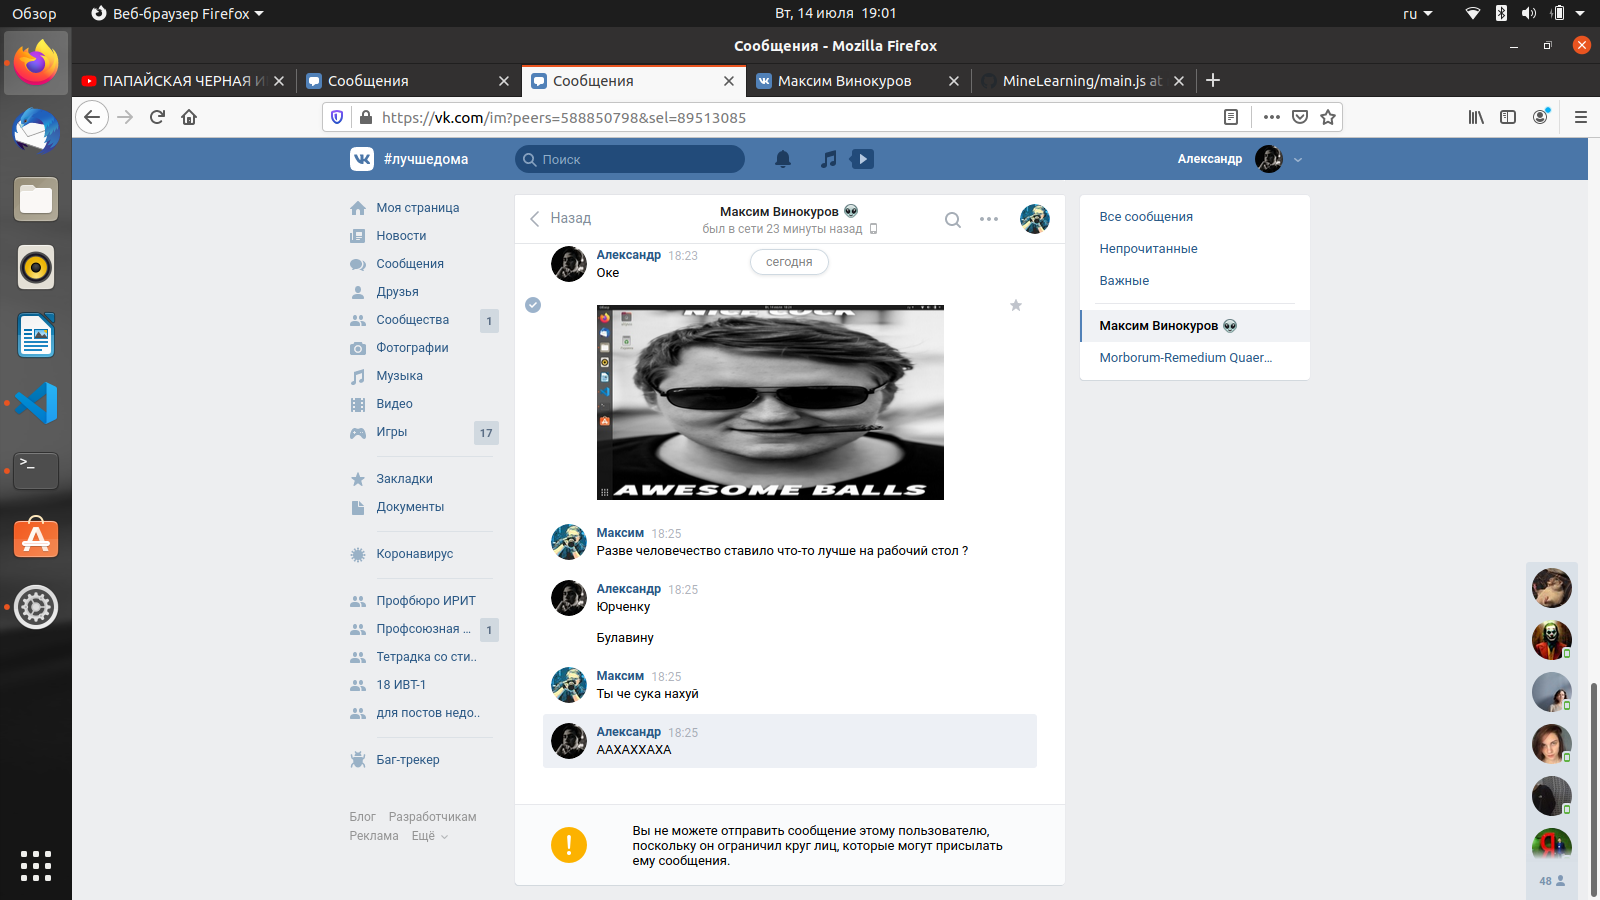 Обзор
Веб-браузер Firefox
Вт, 14 июля 19:01
ru
Сообщения - Mozilla Firefox
ПАПАЙСКАЯ ЧЕРНАЯ И
Сообщения
Сообщения
Максим Винокуров
MineLearning/main.js at
https://vk.com/im?peers=588850798&sel=89513085
#лучшедома
Поиск
Александр
Моя страница
Новости
Сообщения
Друзья
Сообщества 1
Фотографии
Музыка
Видео
Игры 17
Закладки
Документы
Коронавирус
Профбюро ИРИТ
Профсоюзная ... 1
Тетрадка со сти..
18 ИВТ-1
для постов недо..
Баг-трекер
Блог Разработчикам
Реклама Ещё
Назад
Максим Винокуров
был в сети 23 минуты назад
сегодня
Александр 18:23
Оке
NICE COCK
AWESOME BALLS
Максим 18:25
Разве человечество ставило что-то лучше на рабочий стол ?
Александр 18:25
Юрченку
Булавину
Максим 18:25
Ты че сука нахуй
Александр 18:25
ААХАХХАХА
Вы не можете отправить сообщение этому пользователю,
поскольку он ограничил круг лиц, которые могут присылать
ему сообщения.
Все сообщения
Непрочитанные
Важные
Максим Винокуров
Morborum-Remedium Quaer...
Я
48